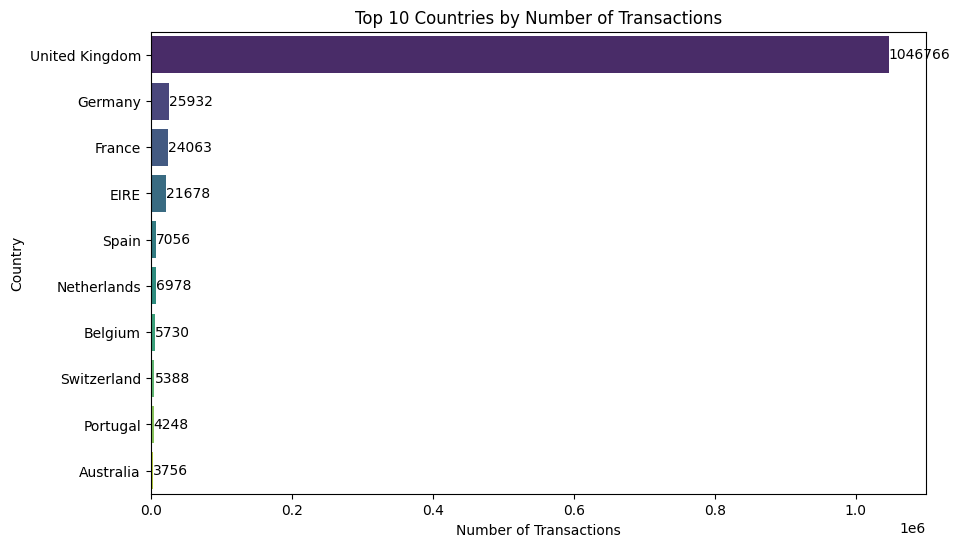 Top 10 Countries by Number of Transactions
Country
United Kingdom 1046766
Germany 25932
France 24063
EIRE 21678
Spain 7056
Netherlands 6978
Belgium 5730
Switzerland 5388
Portugal 4248
Australia 3756
0.0 0.2 0.4 0.6 0.8 1.0
1e6
Number of Transactions